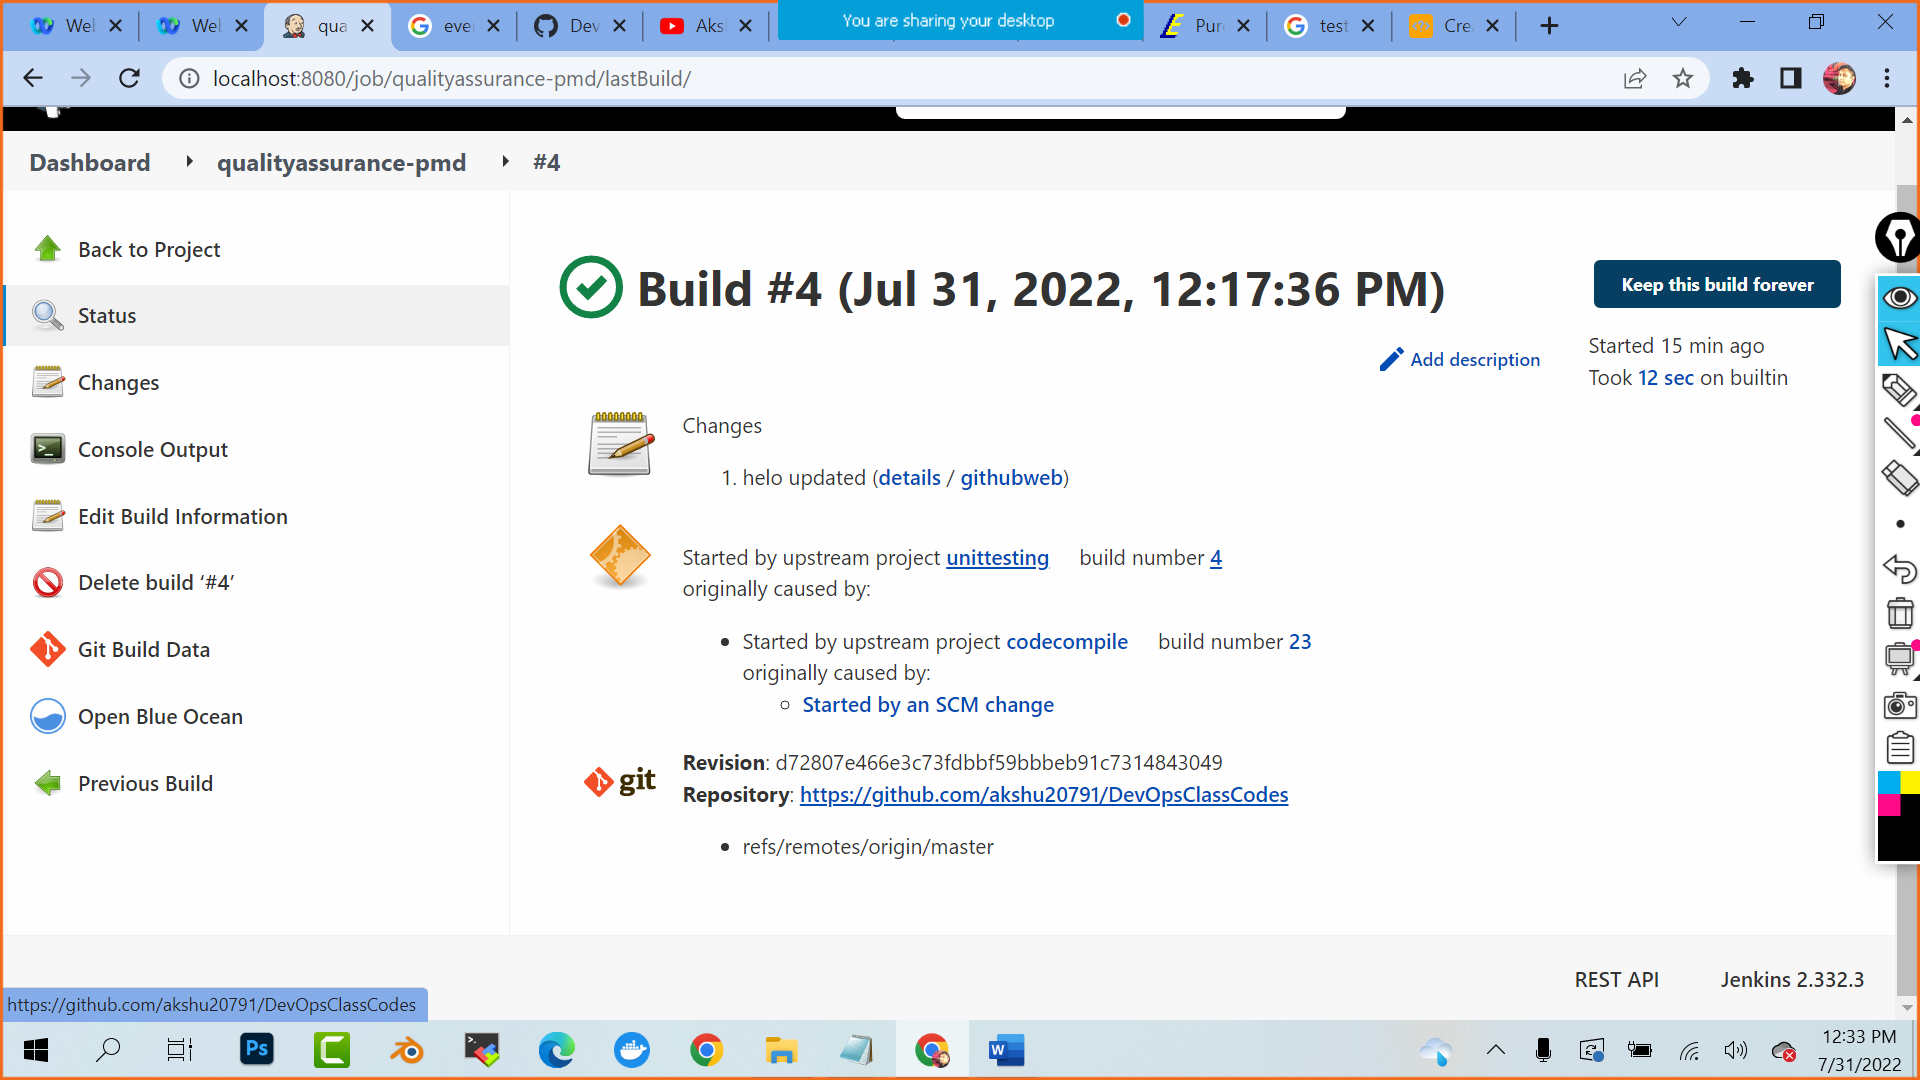 Wel
Wel
qua
eve
Dev
Aks
You are sharing your desktop
Pur
test
Cre
localhost:8080/job/qualityassurance-pmd/lastBuild/
Dashboard
qualityassurance-pmd
#4
Back to Project
Status
Changes
Console Output
Edit Build Information
Delete build ‘#4’
Git Build Data
Open Blue Ocean
Previous Build
Build #4 (Jul 31, 2022, 12:17:36 PM)
Keep this build forever
Add description
Started 15 min ago
Took 12 sec on builtin
Changes
1. helo updated (details / githubweb)
Started by upstream project unittesting build number 4
originally caused by:
Started by upstream project codecompile build number 23
originally caused by:
Started by an SCM change
git
Revision: d72807e466e3c73fdbbf59bbbeb91c7314843049
Repository: https://github.com/akshu20791/DevOpsClassCodes
refs/remotes/origin/master
REST API
Jenkins 2.332.3
https://github.com/akshu20791/DevOpsClassCodes
Ps
W
12:33 PM
7/31/2022